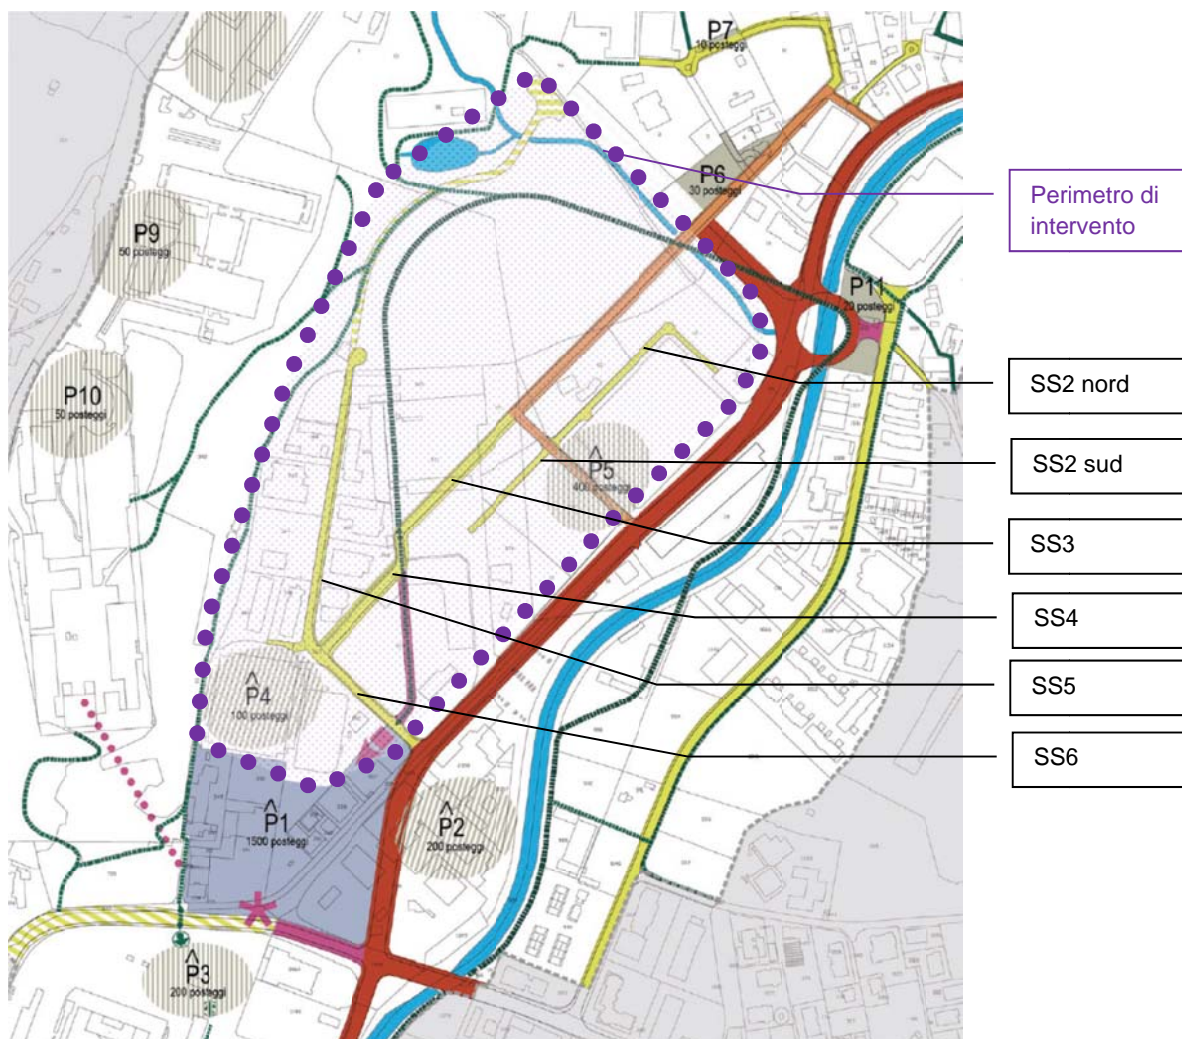 P7
10 posteggi
P6
30 posteggi
Perimetro di
intervento
P9
50 posteggi
P11
20 posteggi
P10
50 posteggi
SS2 nord
P5
400 posteggi
SS2 sud
SS3
SS4
P4
100 posteggi
SS5
SS6
P1
1500 posteggi
P2
200 posteggi
P3
200 posteggi